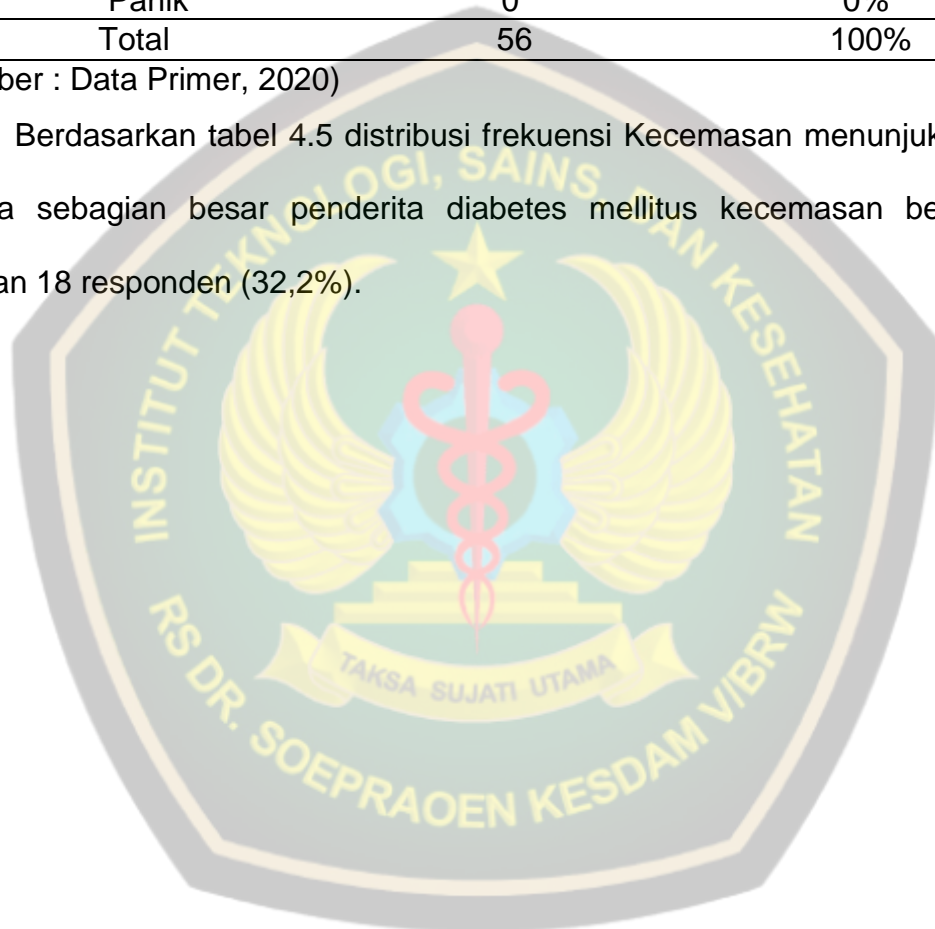 Panik 0 0%
Total 56 100%
ber : Data Primer, 2020)
Berdasarkan tabel 4.5 distribusi frekuensi Kecemasan menunjuk
a sebagian besar penderita diabetes mellitus kecemasan be
an 18 responden (32,2%).
INSTITUT TEKNOLOGI, SAINS, DAN KESEHATAN
TAKSA SUJATI UTAMA
RS DR. SOEPRAOEN KESDAM V/BRW